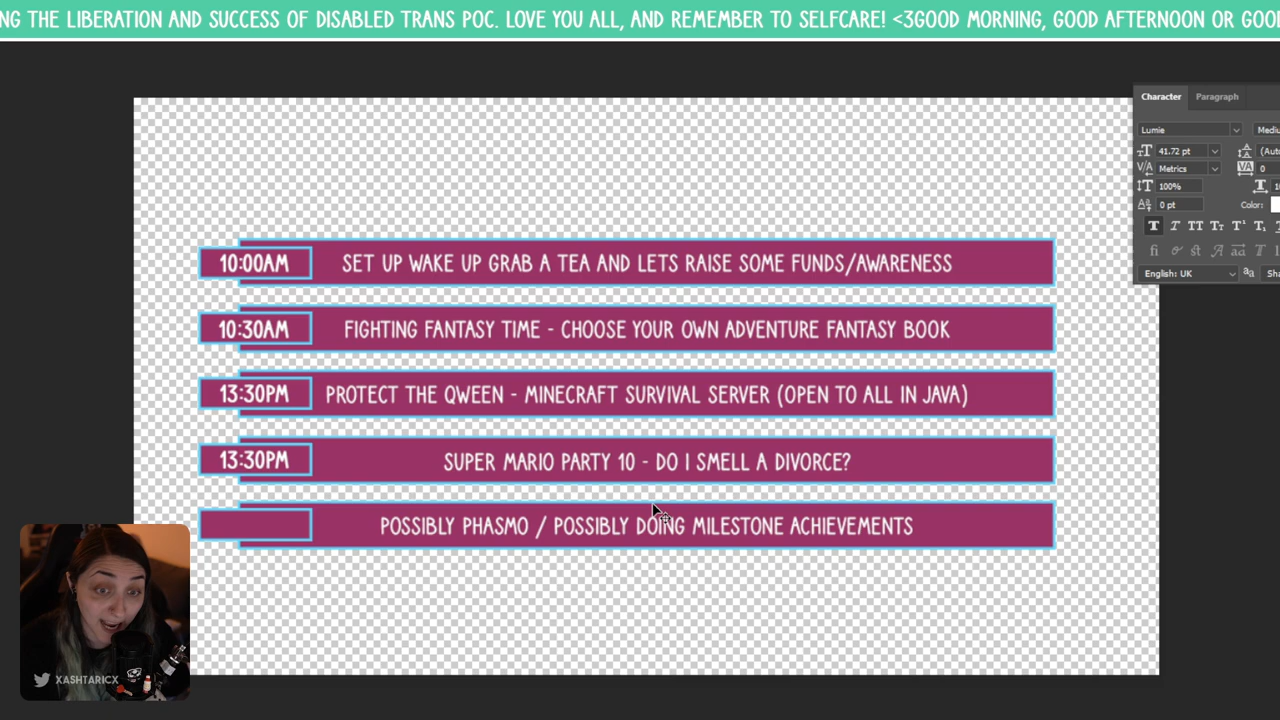 NG THE LIBERATION AND SUCCESS OF DISABLED TRANS POC. LOVE YOU ALL, AND REMEMBER TO SELFCARE! <3GOOD MORNING, GOOD AFTERNOON OR GOO
Character Paragraph
Lumie
41.72 pt (Auto
Metrics 0
100%
0 pt Color:
English: UK
10:00AM SET UP WAKE UP GRAB A TEA AND LETS RAISE SOME FUNDS/AWARENESS
10:30AM FIGHTING FANTASY TIME - CHOOSE YOUR OWN ADVENTURE FANTASY BOOK
13:30PM PROTECT THE QWEEN - MINECRAFT SURVIVAL SERVER (OPEN TO ALL IN JAVA)
13:30PM SUPER MARIO PARTY 10 - DO I SMELL A DIVORCE?
POSSIBLY PHASMO / POSSIBLY DOING MILESTONE ACHIEVEMENTS
XASHTARICX